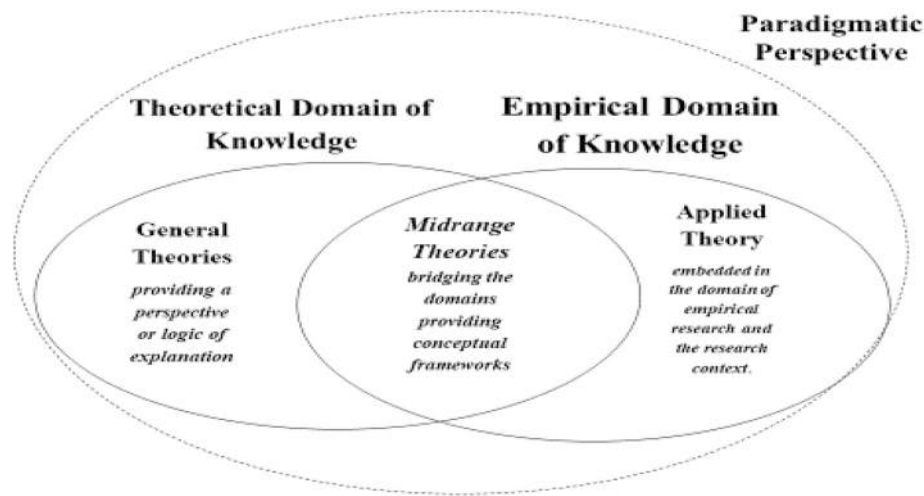 Paradigmatic
Perspective
Theoretical Domain of
Knowledge
Empirical Domain
of Knowledge
General
Theories
providing a
perspective
or logic of
explanation
Midrange
Theories
bridging the
domains
providing
conceptual
frameworks
Applied
Theory
embedded in
the domain of
empirical
research and
the research
context.